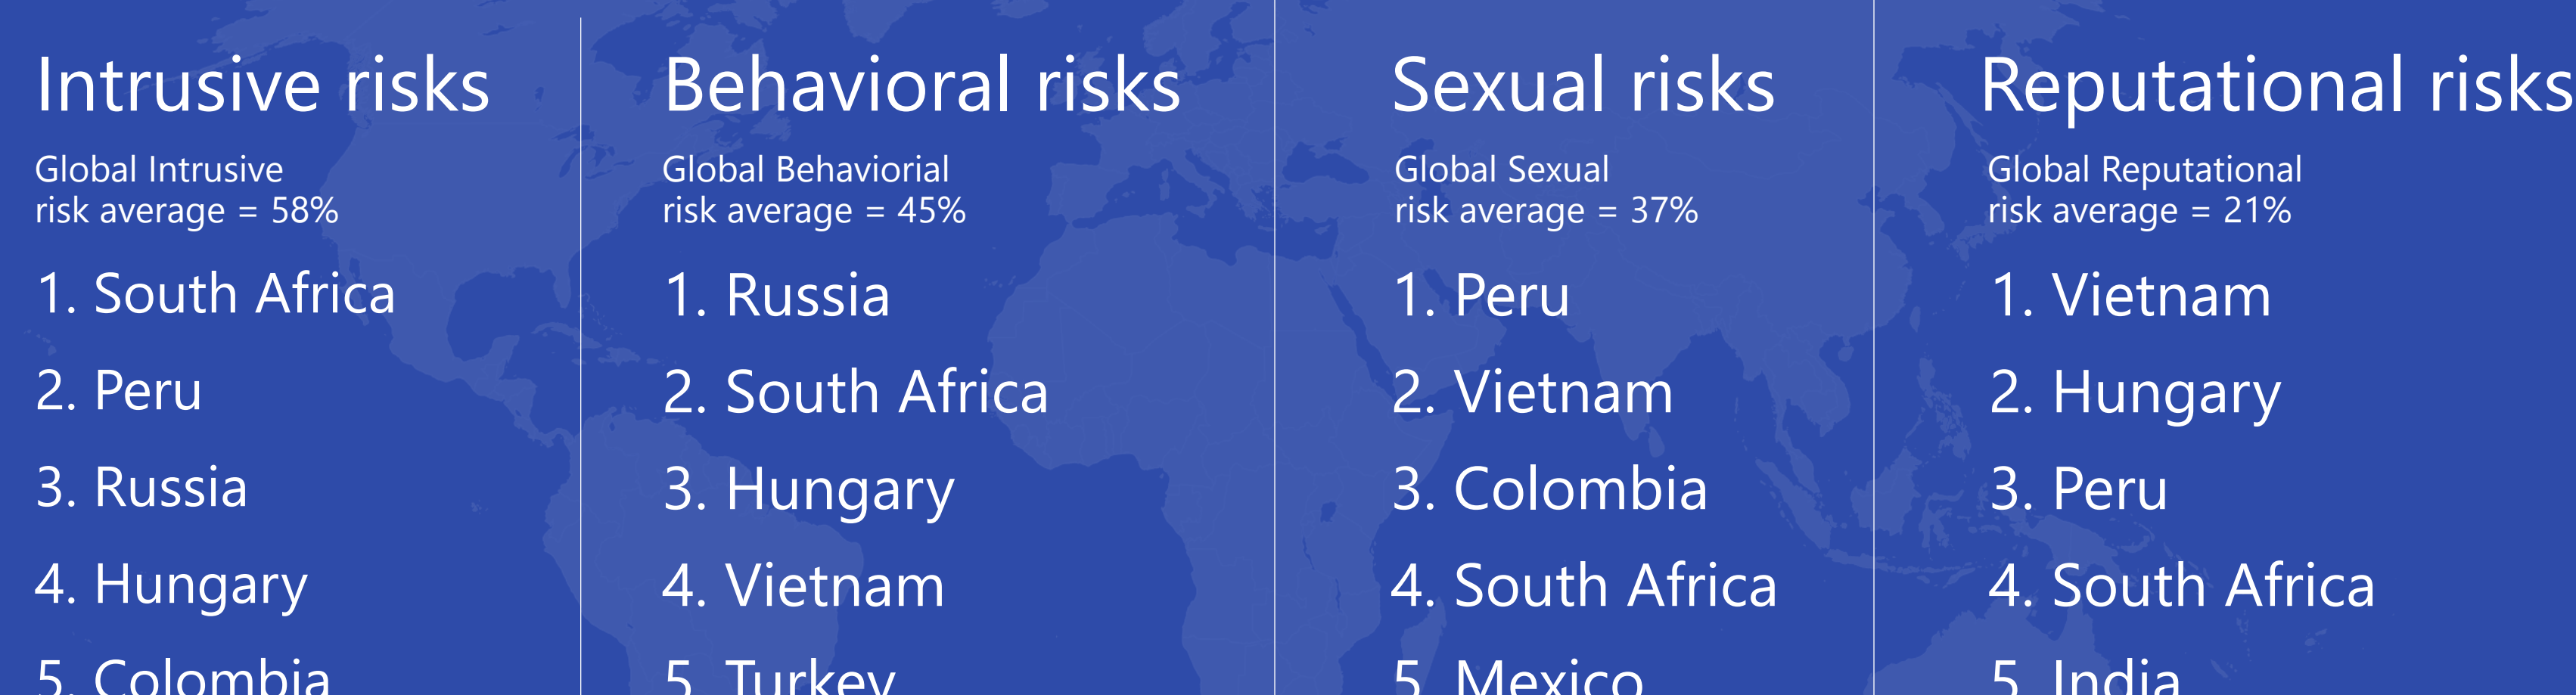 Intrusive risks
Global Intrusive
risk average = 58%
1. South Africa
2. Peru
3. Russia
4. Hungary
5. Colombia
Behavioral risks
Global Behaviorial
risk average = 45%
1. Russia
2. South Africa
3. Hungary
4. Vietnam
5. Turkey
Sexual risks
Global Sexual
risk average = 37%
1. Peru
2. Vietnam
3. Colombia
4. South Africa
5. Mexico
Reputational risks
Global Reputational
risk average = 21%
1. Vietnam
2. Hungary
3. Peru
4. South Africa
5. India